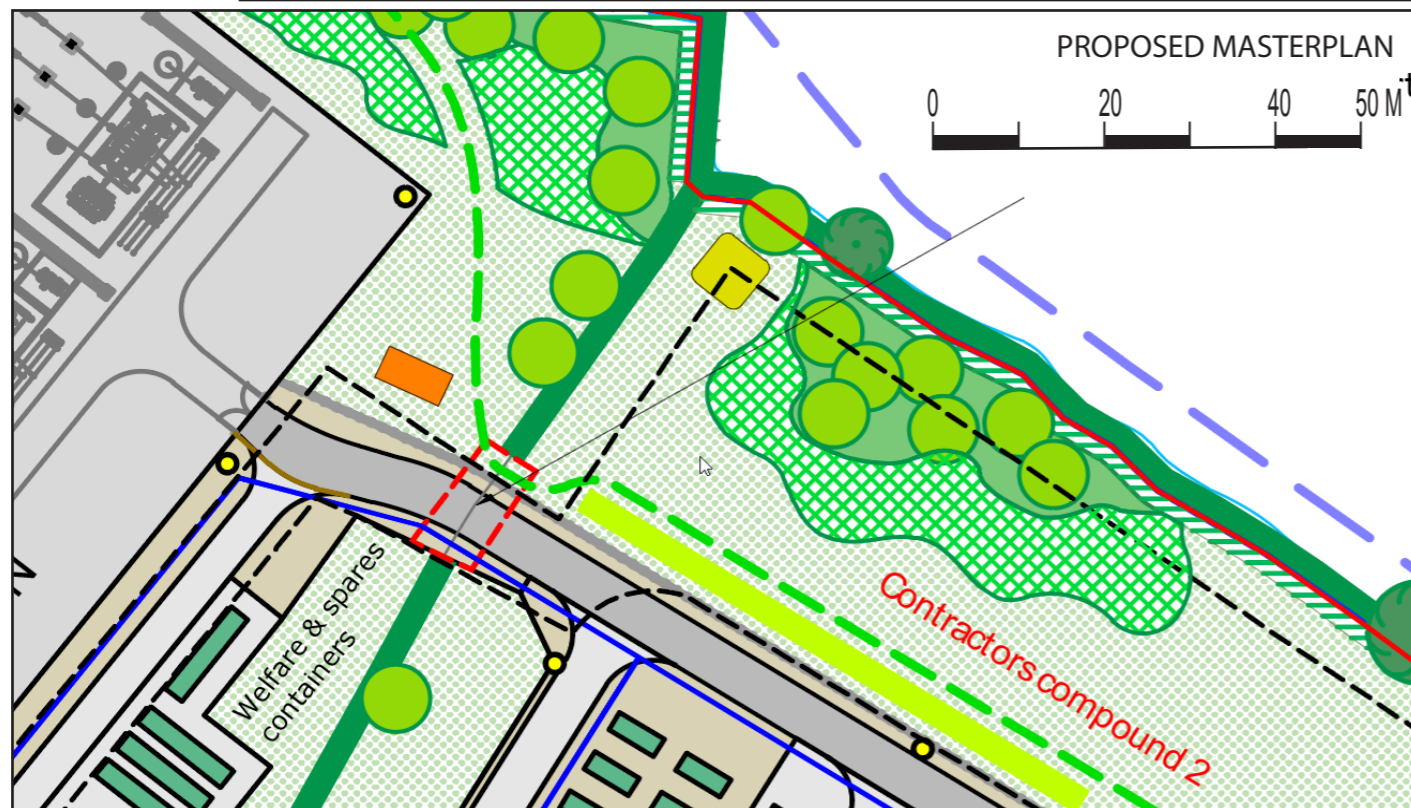 PROPOSED MASTERPLAN
0 20 40 50 M
Welfare & spares
containers
Contractors compound 2